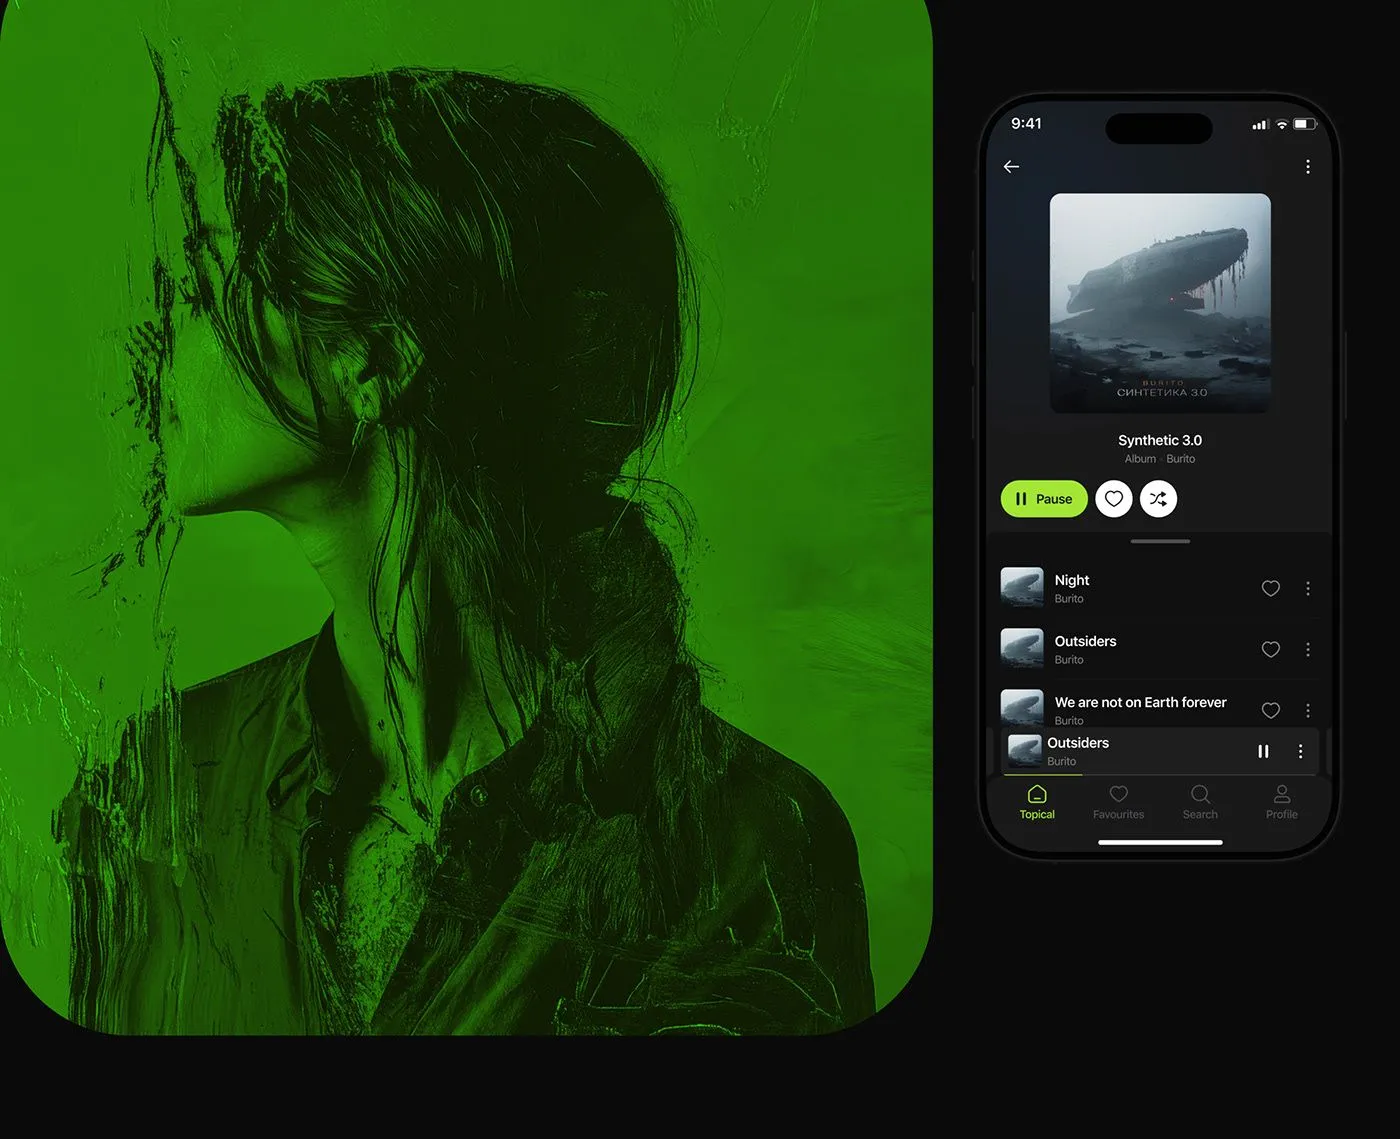 9:41
BURITO
СИНТЕТИКА 3.0
Synthetic 3.0
Album · Burito
Pause
Night
Burito
Outsiders
Burito
We are not on Earth forever
Burito
Outsiders
Burito
Topical
Favourites
Search
Profile